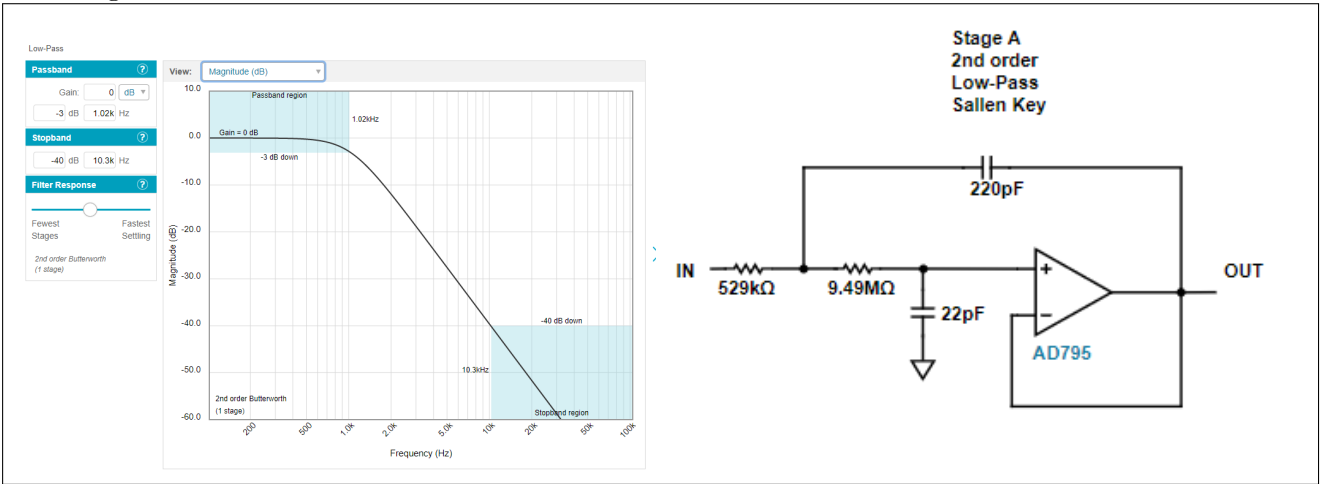 Low-Pass
Passband ?
Gain: 0 dB
-3 dB 1.02k Hz
Stopband ?
-40 dB 10.3k Hz
Filter Response ?
Fewest Stages
Fastest Settling
2nd order Butterworth
(1 stage)
View: Magnitude (dB)
Magnitude (dB)
10.0
0.0
-10.0
-20.0
-30.0
-40.0
-50.0
-60.0
Passband region
1.02kHz
Gain = 0 dB
-3 dB down
-40 dB down
10.3kHz
2nd order Butterworth
(1 stage)
Stopband region
200 500 1.0k 2.0k 5.0k 10k 20k 50k 100k
Frequency (Hz)
Stage A
2nd order
Low-Pass
Sallen Key
220pF
IN
529kΩ
9.49MΩ
22pF
+
-
AD795
OUT